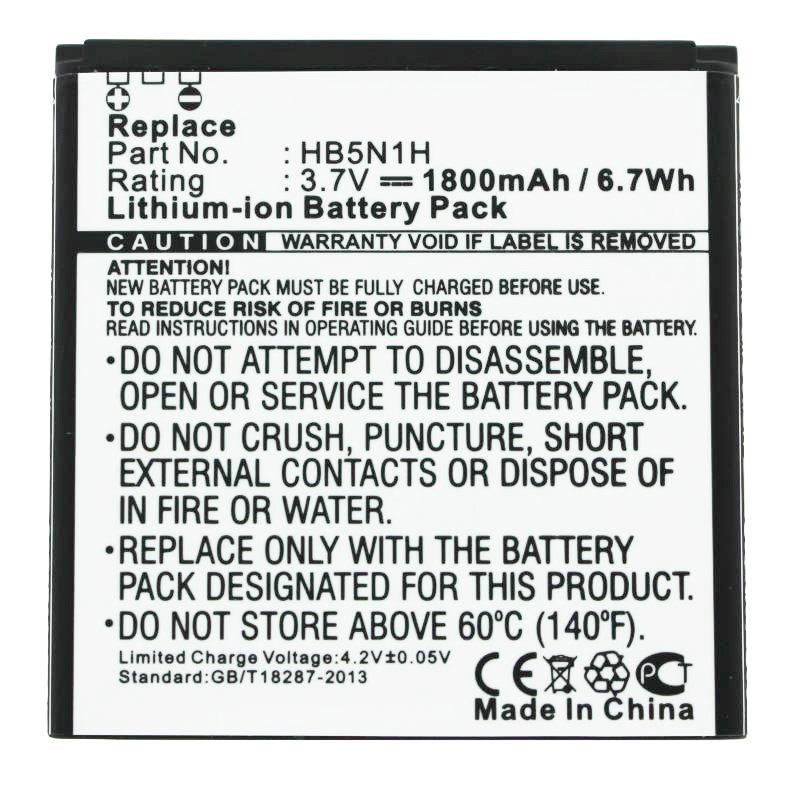 Replace
Part No. : HB5N1H
Rating : 3.7V 1800mAh / 6.7Wh
Lithium-ion Battery Pack
CAUTION WARRANTY VOID IF LABEL IS REMOVED
ATTENTION!
NEW BATTERY PACK MUST BE FULLY CHARGED BEFORE USE.
TO REDUCE RISK OF FIRE OR BURNS
READ INSTRUCTIONS IN OPERATING GUIDE BEFORE USING THE BATTERY.
•DO NOT ATTEMPT TO DISASSEMBLE,
OPEN OR SERVICE THE BATTERY PACK.
•DO NOT CRUSH, PUNCTURE, SHORT
EXTERNAL CONTACTS OR DISPOSE OF
IN FIRE OR WATER.
•REPLACE ONLY WITH THE BATTERY
PACK DESIGNATED FOR THIS PRODUCT.
•DO NOT STORE ABOVE 60°C (140°F).
Limited Charge Voltage:4.2V±0.05V
Standard:GB/T18287-2013
CE PCT
Made In China